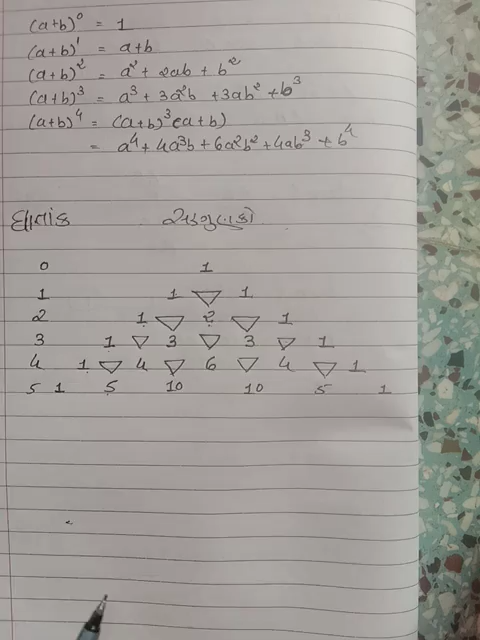 (a+b)⁰ = 1
(a+b)¹ = a+b
(a+b)² = a² + 2ab + b²
(a+b)³ = a³ + 3a²b + 3ab² + b³
(a+b)⁴ = (a+b)³ (a+b)
= a⁴ + 4a³b + 6a²b² + 4ab³ + b⁴
ઘાતાંક સહગુણકો
0 1
1 1 1
2 1 2 1
3 1 3 3 1
4 1 4 6 4 1
5 1 5 10 10 5 1